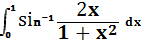 ∫₀¹ Sin⁻¹ 2x / (1 + x²) dx